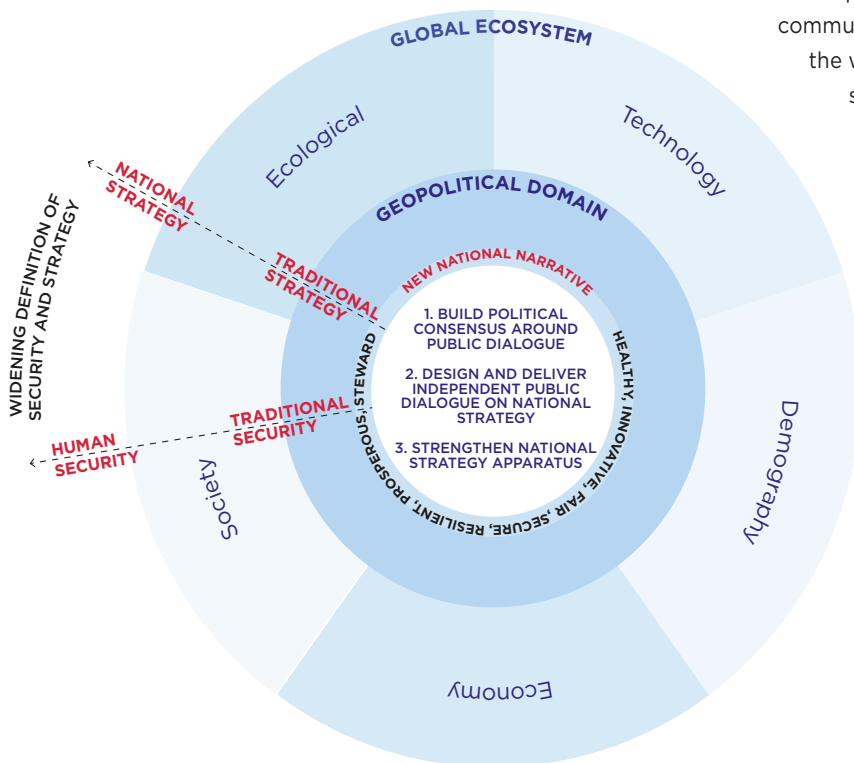 commu
the w
s
GLOBAL ECOSYSTEM
Ecological
Technology
NATIONAL
STRATEGY
GEOPOLITICAL DOMAIN
WIDENING DEFINITION OF
SECURITY AND STRATEGY
TRADITIONAL
STRATEGY
NEW NATIONAL NARRATIVE
1. BUILD POLITICAL
CONSENSUS AROUND
PUBLIC DIALOGUE
2. DESIGN AND DELIVER
INDEPENDENT PUBLIC
DIALOGUE ON NATIONAL
STRATEGY
3. STRENGTHEN NATIONAL
STRATEGY APPARATUS
HEALTHY, INNOVATIVE, FAIR, SECURE, RESILIENT, PROSPEROUS STEWARD
TRADITIONAL
SECURITY
HUMAN
SECURITY
Demography
Society
Economy